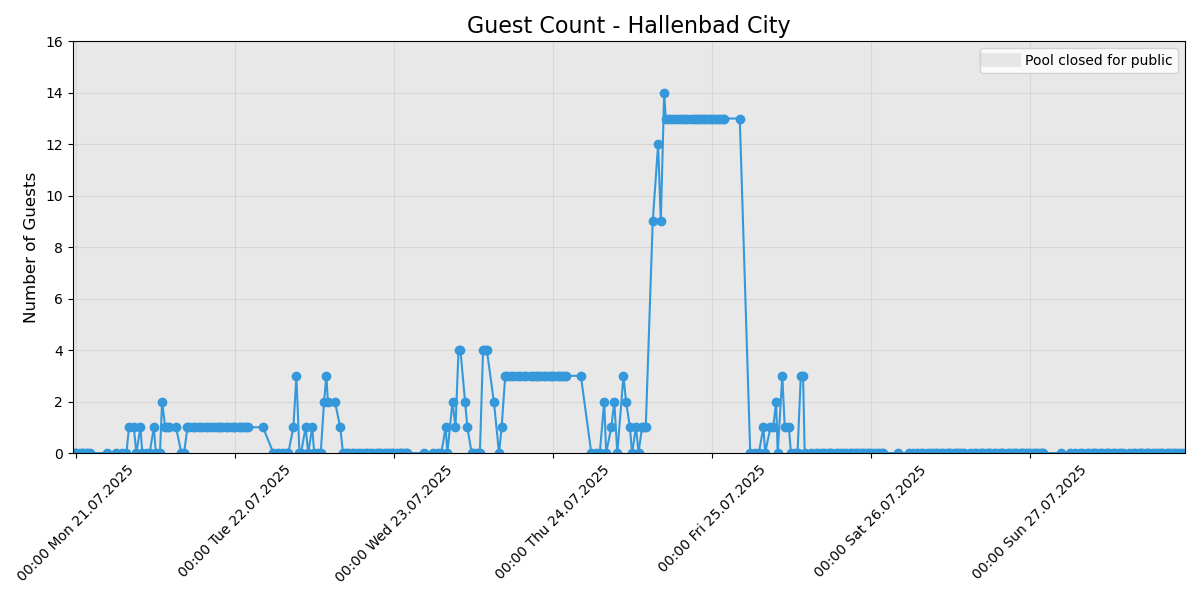 Guest Count - Hallenbad City
Pool closed for public
Number of Guests
16
14
12
10
8
6
4
2
0
00:00 Mon 21.07.2025
00:00 Tue 22.07.2025
00:00 Wed 23.07.2025
00:00 Thu 24.07.2025
00:00 Fri 25.07.2025
00:00 Sat 26.07.2025
00:00 Sun 27.07.2025